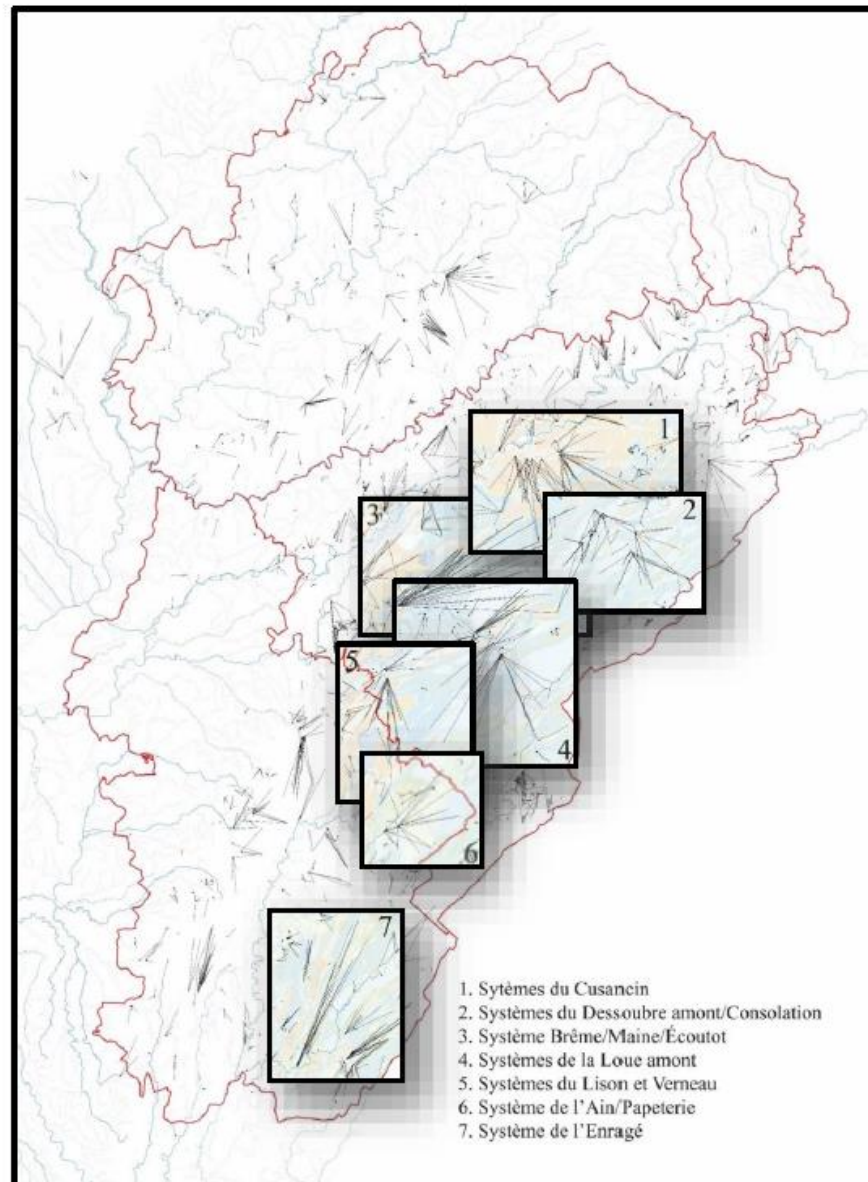 1
2
3
4
5
6
7
1. Sytèmes du Cusancin
2. Systèmes du Dessoubre amont/Consolation
3. Système Brême/Maine/Écoutot
4. Systèmes de la Loue amont
5. Systèmes du Lison et Verneau
6. Système de l'Ain/Papeterie
7. Système de l'Enragé